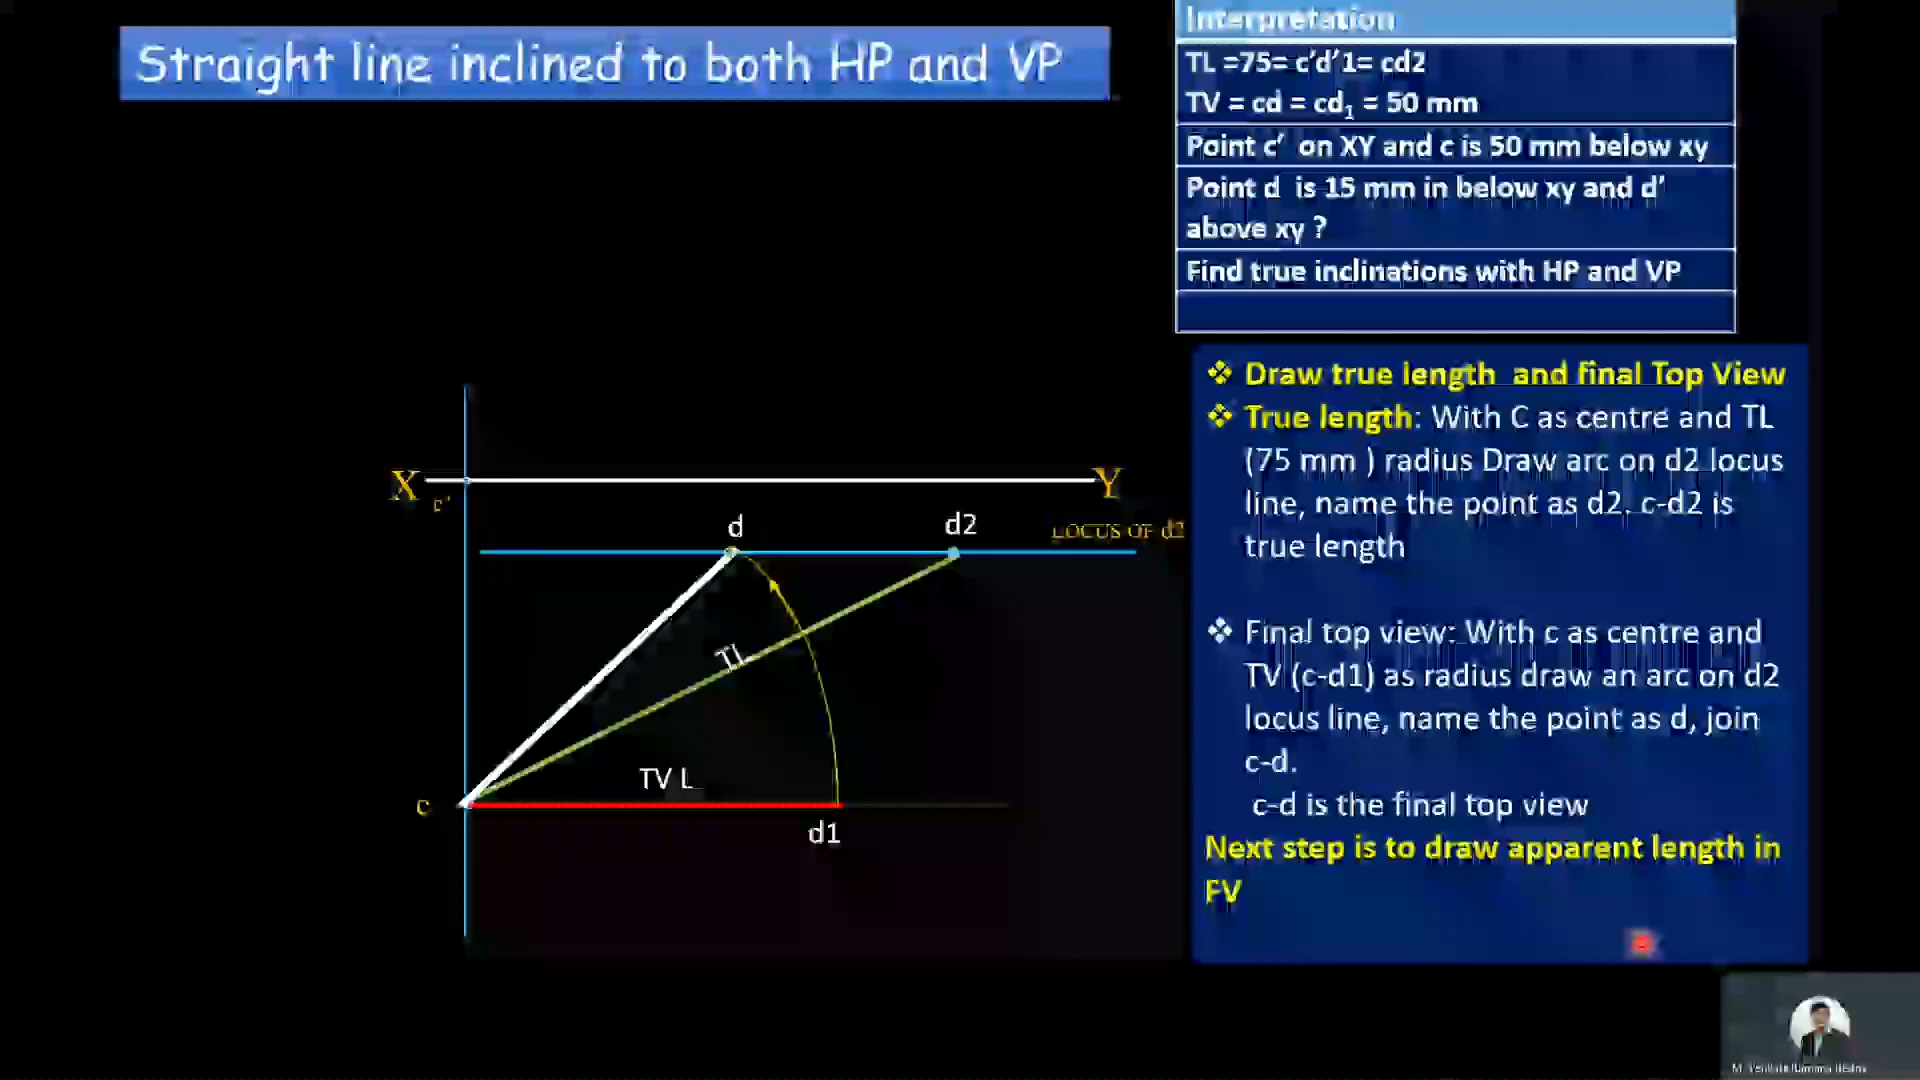 Straight line inclined to both HP and VP
Interpretation
TL =75= c’d’1= cd2
TV = cd = cd₁ = 50 mm
Point c’ on XY and c is 50 mm below xy
Point d is 15 mm in below xy and d’
above xy ?
Find true inclinations with HP and VP
X
Y
c’
d
d2
LOCUS OF d2
TL
TV L
c
d1
❖ Draw true length and final Top View
❖ True length: With C as centre and TL
(75 mm ) radius Draw arc on d2 locus
line, name the point as d2. c-d2 is
true length
❖ Final top view: With c as centre and
TV (c-d1) as radius draw an arc on d2
locus line, name the point as d, join
c-d.
c-d is the final top view
Next step is to draw apparent length in
FV